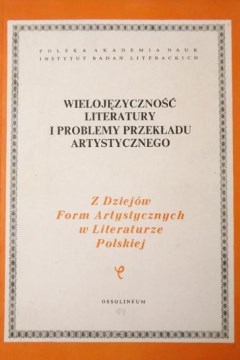 POLSKA AKADEMIA NAUK
INSTYTUT BADAŃ LITERACKICH
WIELOJĘZYCZNOŚĆ
LITERATURY
I PROBLEMY PRZEKŁADU
ARTYSTYCZNEGO
Z Dziejów
Form Artystycznych
w Literaturze
Polskiej
OSSOLINEUM